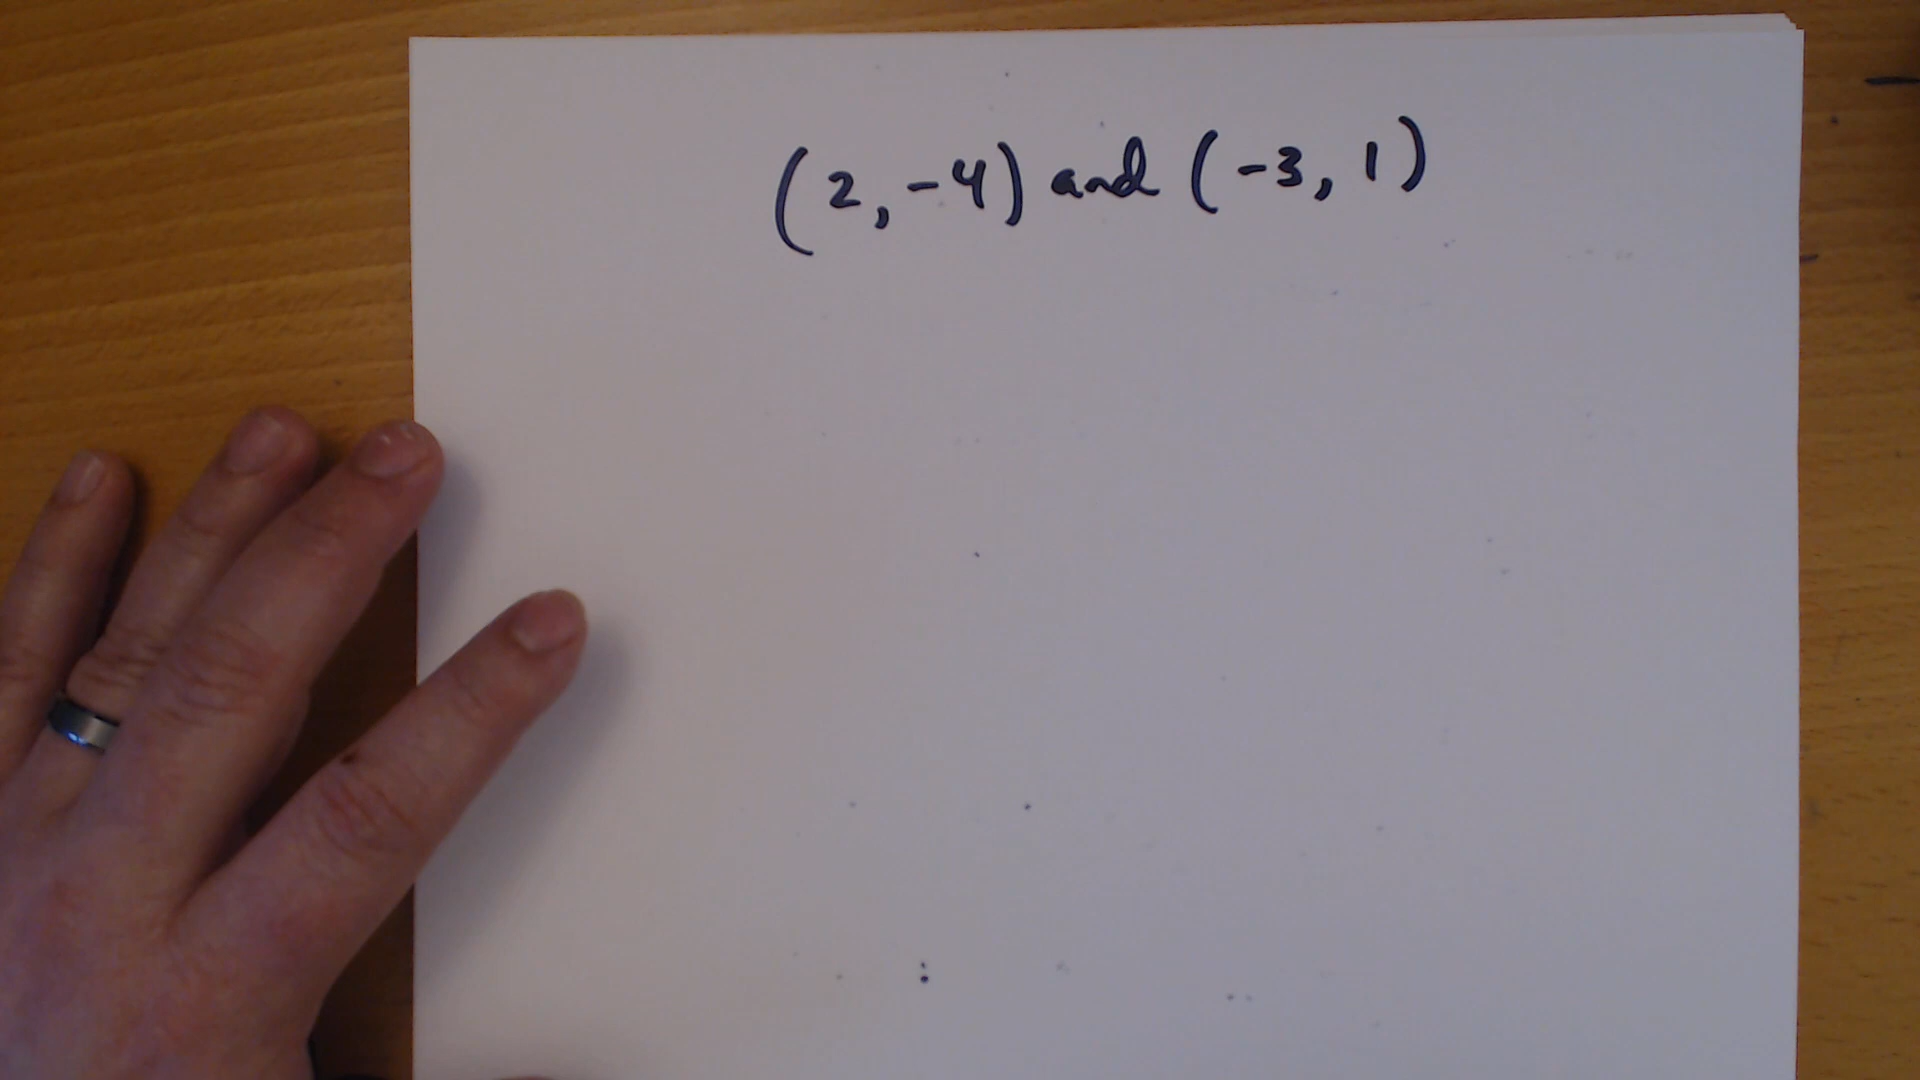 (2, -4) and (-3, 1)